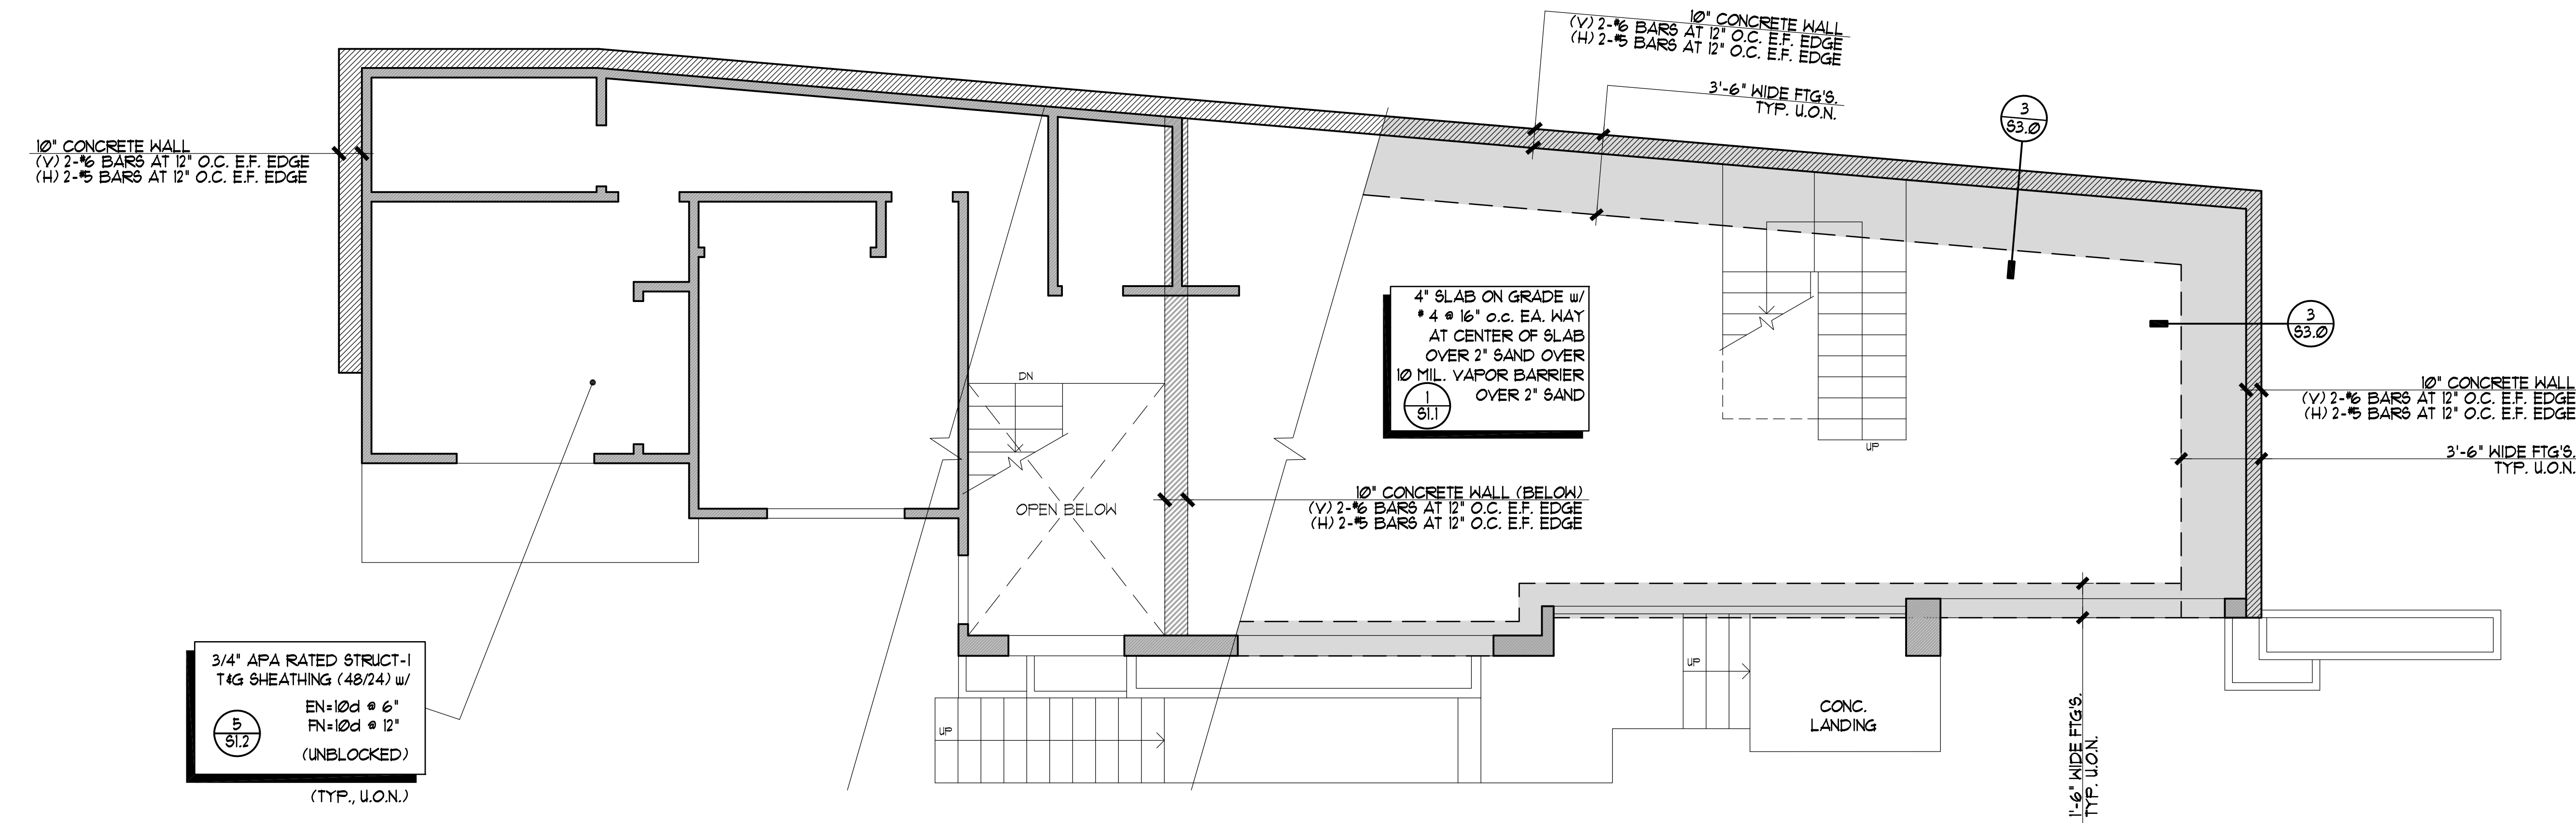 10" CONCRETE WALL
(V) 2-#6 BARS AT 12" O.C. E.F. EDGE
(H) 2-#5 BARS AT 12" O.C. E.F. EDGE
3'-6" WIDE FTG'S.
TYP. U.O.N.
3
S3.0
10" CONCRETE WALL
(V) 2-#6 BARS AT 12" O.C. E.F. EDGE
(H) 2-#5 BARS AT 12" O.C. E.F. EDGE
4" SLAB ON GRADE w/
# 4 @ 16" o.c. EA. WAY
AT CENTER OF SLAB
OVER 2" SAND OVER
10 MIL. VAPOR BARRIER
OVER 2" SAND
1
S1.1
3
S3.0
DN
10" CONCRETE WALL
(V) 2-#6 BARS AT 12" O.C. E.F. EDGE
(H) 2-#5 BARS AT 12" O.C. E.F. EDGE
UP
3'-6" WIDE FTG'S.
TYP. U.O.N.
OPEN BELOW
10" CONCRETE WALL (BELOW)
(V) 2-#6 BARS AT 12" O.C. E.F. EDGE
(H) 2-#5 BARS AT 12" O.C. E.F. EDGE
3/4" APA RATED STRUCT-I
T&G SHEATHING (48/24) w/
EN=10d @ 6"
FN=10d @ 12"
(UNBLOCKED)
5
S1.2
(TYP., U.O.N.)
UP
UP
CONC.
LANDING
1'-6" WIDE FTG'S.
TYP. U.O.N.